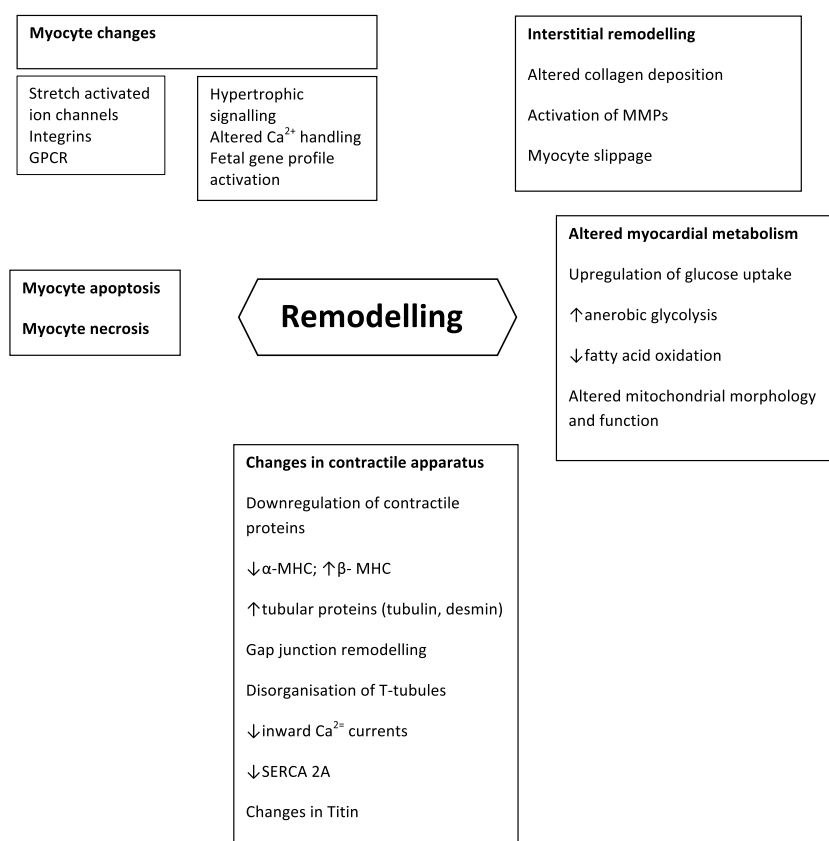 Myocyte changes
Stretch activated
ion channels
Integrins
GPCR
Hypertrophic
signalling
Altered Ca²⁺ handling
Fetal gene profile
activation
Interstitial remodelling
Altered collagen deposition
Activation of MMPs
Myocyte slippage
Altered myocardial metabolism
Upregulation of glucose uptake
↑anerobic glycolysis
↓fatty acid oxidation
Altered mitochondrial morphology
and function
Myocyte apoptosis
Myocyte necrosis
Remodelling
Changes in contractile apparatus
Downregulation of contractile
proteins
↓α-MHC; ↑β- MHC
↑tubular proteins (tubulin, desmin)
Gap junction remodelling
Disorganisation of T-tubules
↓inward Ca²⁼ currents
↓SERCA 2A
Changes in Titin